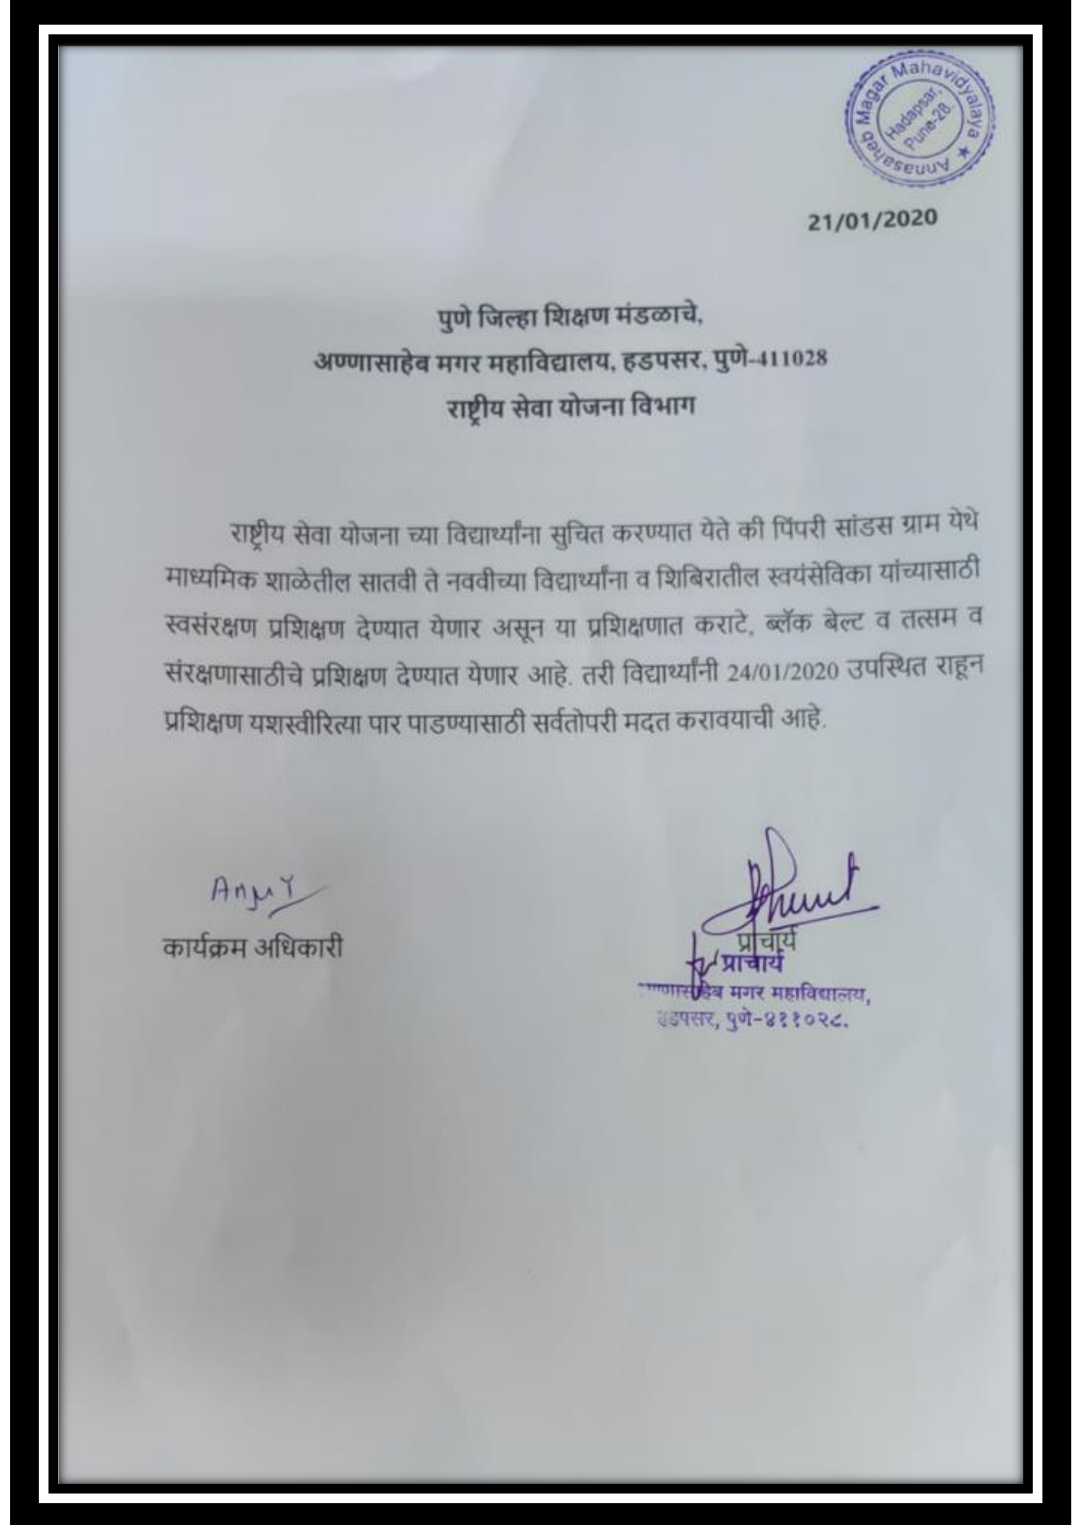 Annasaheb Magar Mahavidyalaya ★
Hadapsar,
Pune-28.
21/01/2020
पुणे जिल्हा शिक्षण मंडळाचे,
अण्णासाहेब मगर महाविद्यालय, हडपसर, पुणे-411028
राष्ट्रीय सेवा योजना विभाग
राष्ट्रीय सेवा योजना च्या विद्यार्थ्यांना सुचित करण्यात येते की पिंपरी सांडस ग्राम येथे
माध्यमिक शाळेतील सातवी ते नववीच्या विद्यार्थ्यांना व शिबिरातील स्वयंसेविका यांच्यासाठी
स्वसंरक्षण प्रशिक्षण देण्यात येणार असून या प्रशिक्षणात कराटे, ब्लॅक बेल्ट व तत्सम व
संरक्षणासाठीचे प्रशिक्षण देण्यात येणार आहे. तरी विद्यार्थ्यांनी 24/01/2020 उपस्थित राहून
प्रशिक्षण यशस्वीरित्या पार पाडण्यासाठी सर्वतोपरी मदत करावयाची आहे.
कार्यक्रम अधिकारी
प्राचार्य
प्राचार्य
मगर महाविद्यालय,
हडपसर, पुणे-४११०२८.